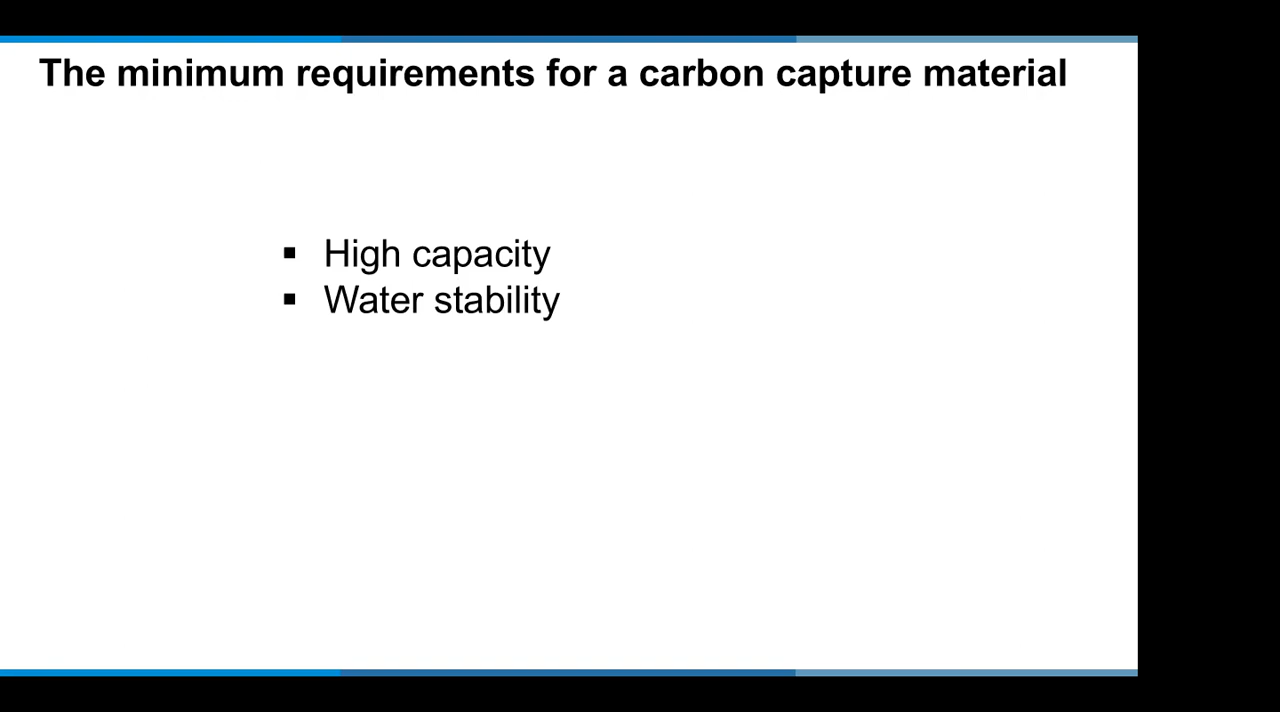 The minimum requirements for a carbon capture material
▪ High capacity
▪ Water stability